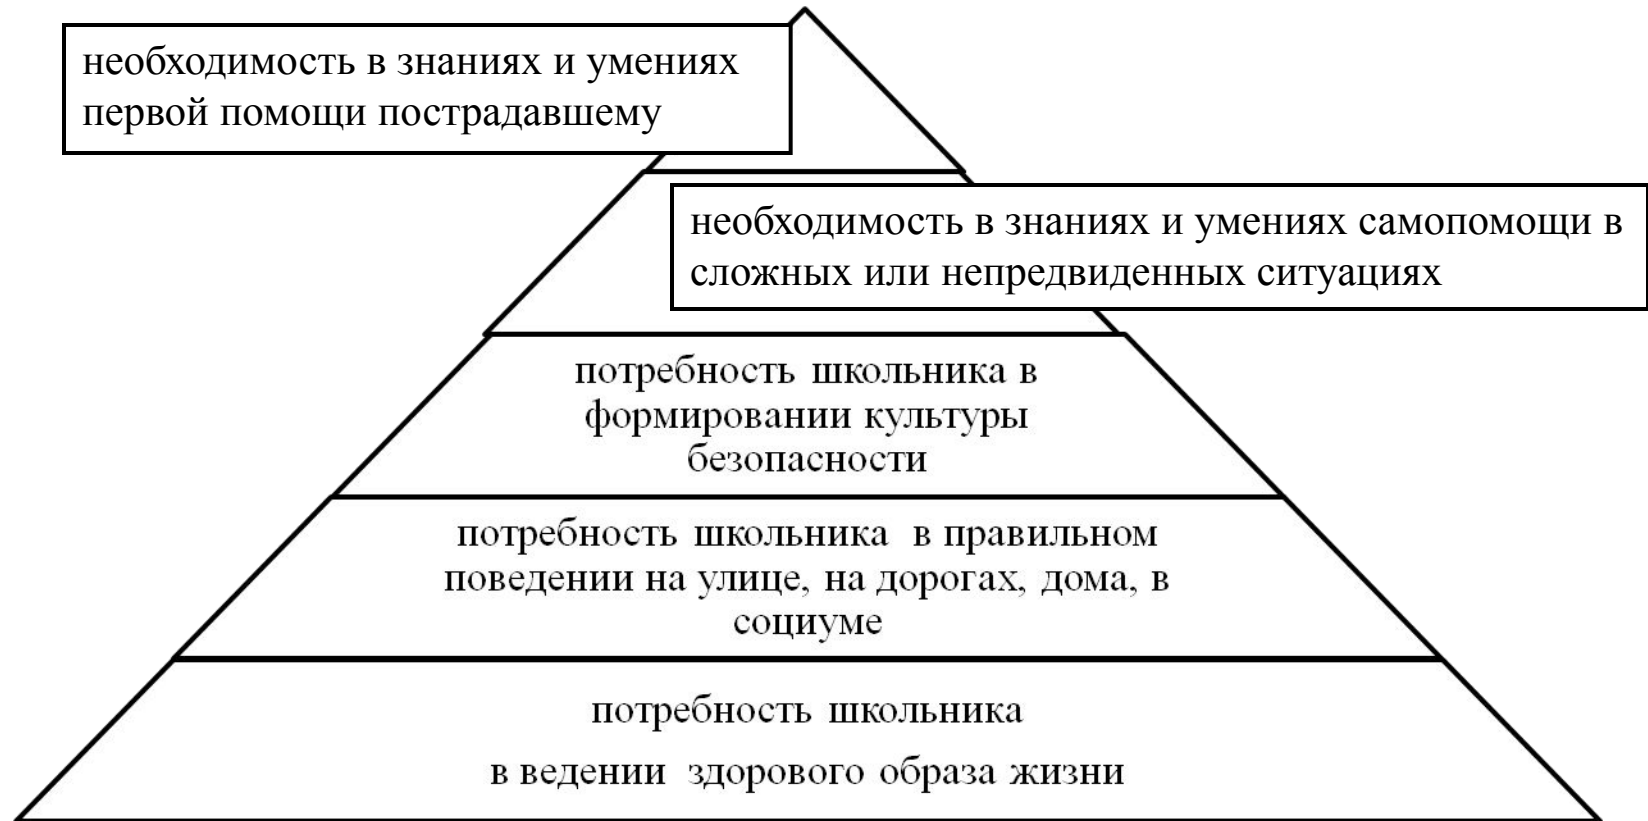 необходимость в знаниях и умениях
первой помощи пострадавшему
необходимость в знаниях и умениях самопомощи в
сложных или непредвиденных ситуациях
потребность школьника в
формировании культуры
безопасности
потребность школьника в правильном
поведении на улице, на дорогах, дома, в
социуме
потребность школьника
в ведении здорового образа жизни